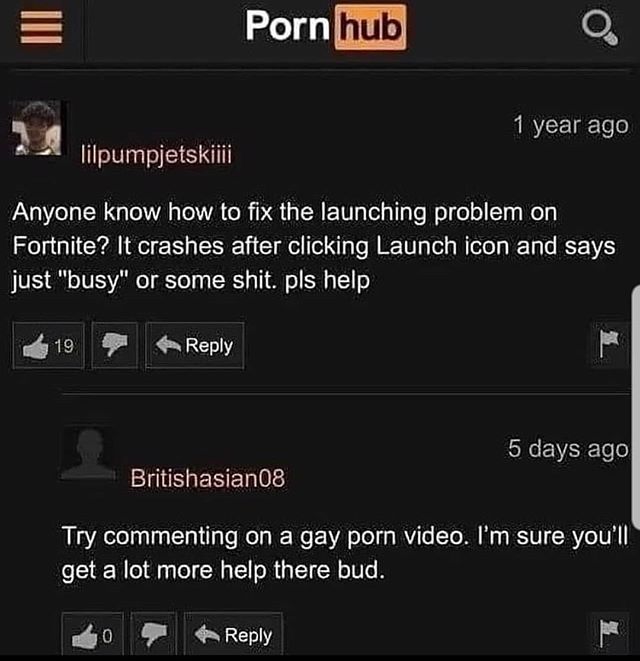 Porn hub
1 year ago
lilpumpjetskiiii
Anyone know how to fix the launching problem on
Fortnite? It crashes after clicking Launch icon and says
just "busy" or some shit. pls help
19 Reply
5 days ago
Britishasian08
Try commenting on a gay porn video. I'm sure you'll
get a lot more help there bud.
0 Reply